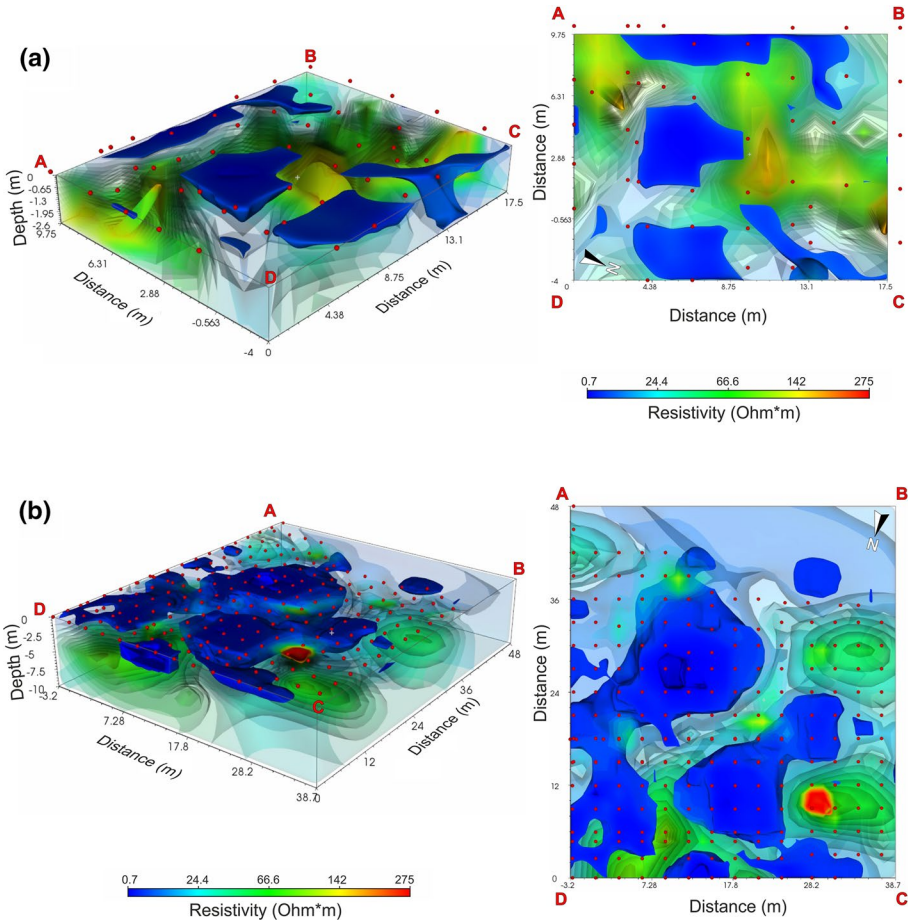 (a)
A
B
C
D
0
-0.65
-1.3
-1.95
-2.6
9.75
Depth (m)
6.31
2.88
-0.563
-4
Distance (m)
0
4.38
8.75
13.1
17.5
Distance (m)
A
B
9.75
6.31
2.88
-0.563
-4
Distance (m)
N
0
4.38
8.75
13.1
17.5
D
C
Distance (m)
0.7
24.4
66.6
142
275
Resistivity (Ohm*m)
(b)
A
B
D
C
0
-2.5
-5
-7.5
-10
-3.2
Depth (m)
7.28
17.8
28.2
38.7
Distance (m)
0
12
24
36
48
Distance (m)
0.7
24.4
66.6
142
275
Resistivity (Ohm*m)
A
B
48
36
24
12
0
Distance (m)
N
-3.2
7.28
17.8
28.2
38.7
D
C
Distance (m)